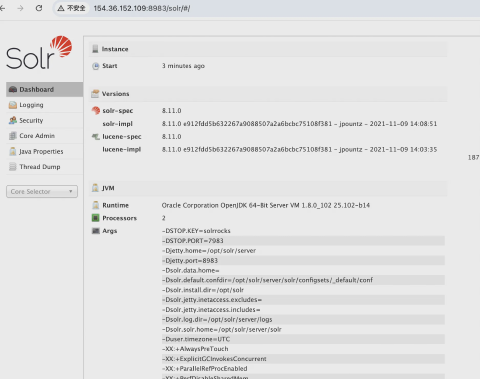 不安全 154.36.152.109:8983/solr/#/
Solr
Dashboard
Logging
Security
Core Admin
Java Properties
Thread Dump
Core Selector
Instance
Start 3 minutes ago
Versions
solr-spec 8.11.0
solr-impl 8.11.0 e912fdd5b632267a9088507a2a6bcbc75108f381 - jpountz - 2021-11-09 14:08:51
lucene-spec 8.11.0
lucene-impl 8.11.0 e912fdd5b632267a9088507a2a6bcbc75108f381 - jpountz - 2021-11-09 14:03:35
187
JVM
Runtime Oracle Corporation OpenJDK 64-Bit Server VM 1.8.0_102 25.102-b14
Processors 2
Args
-DSTOP.KEY=solrrocks
-DSTOP.PORT=7983
-Djetty.home=/opt/solr/server
-Djetty.port=8983
-Dsolr.data.home=
-Dsolr.default.confdir=/opt/solr/server/solr/configsets/_default/conf
-Dsolr.install.dir=/opt/solr
-Dsolr.jetty.inetaccess.excludes=
-Dsolr.jetty.inetaccess.includes=
-Dsolr.log.dir=/opt/solr/server/logs
-Dsolr.solr.home=/opt/solr/server/solr
-Duser.timezone=UTC
-XX:+AlwaysPreTouch
-XX:+ExplicitGCInvokesConcurrent
-XX:+ParallelRefProcEnabled
-XX:+PerfDisableSharedMem